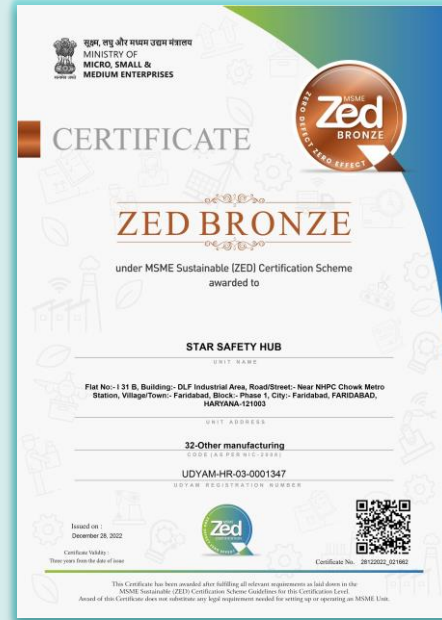 सूक्ष्म, लघु और मध्यम उद्यम मंत्रालय
MINISTRY OF
MICRO, SMALL &
MEDIUM ENTERPRISES
MSME
Zed
BRONZE
ZERO DEFECT ZERO EFFECT
CERTIFICATE
ZED BRONZE
under MSME Sustainable (ZED) Certification Scheme
awarded to
STAR SAFETY HUB
UNIT NAME
Flat No:- I 31 B, Building:- DLF Industrial Area, Road/Street:- Near NHPC Chowk Metro
Station, Village/Town:- Faridabad, Block:- Phase 1, City:- Faridabad, FARIDABAD,
HARYANA-121003
UNIT ADDRESS
32-Other manufacturing
CODE (AS PER NIC-2008)
UDYAM-HR-03-0001347
UDYAM REGISTRATION NUMBER
Issued on :
December 28, 2022
Certificate Validity :
Three years from the date of issue
Zed
Certificate No. 28122022_021662
This Certificate has been awarded after fulfilling all relevant requirements as laid down in the
MSME Sustainable (ZED) Certification Scheme Guidelines for this Certification Level.
Award of this Certificate does not substitute any legal requirement needed for setting up or operating as MSME Unit.